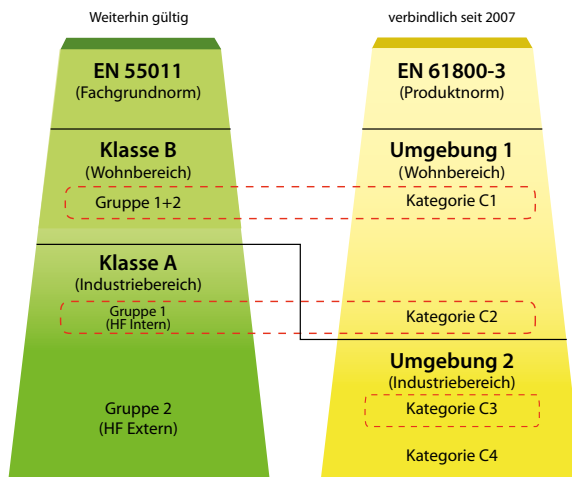 Weiterhin gültig
EN 55011
(Fachgrundnorm)
Klasse B
(Wohnbereich)
Gruppe 1+2
Klasse A
(Industriebereich)
Gruppe 1
(HF Intern)
Gruppe 2
(HF Extern)
verbindlich seit 2007
EN 61800-3
(Produktnorm)
Umgebung 1
(Wohnbereich)
Kategorie C1
Kategorie C2
Umgebung 2
(Industriebereich)
Kategorie C3
Kategorie C4